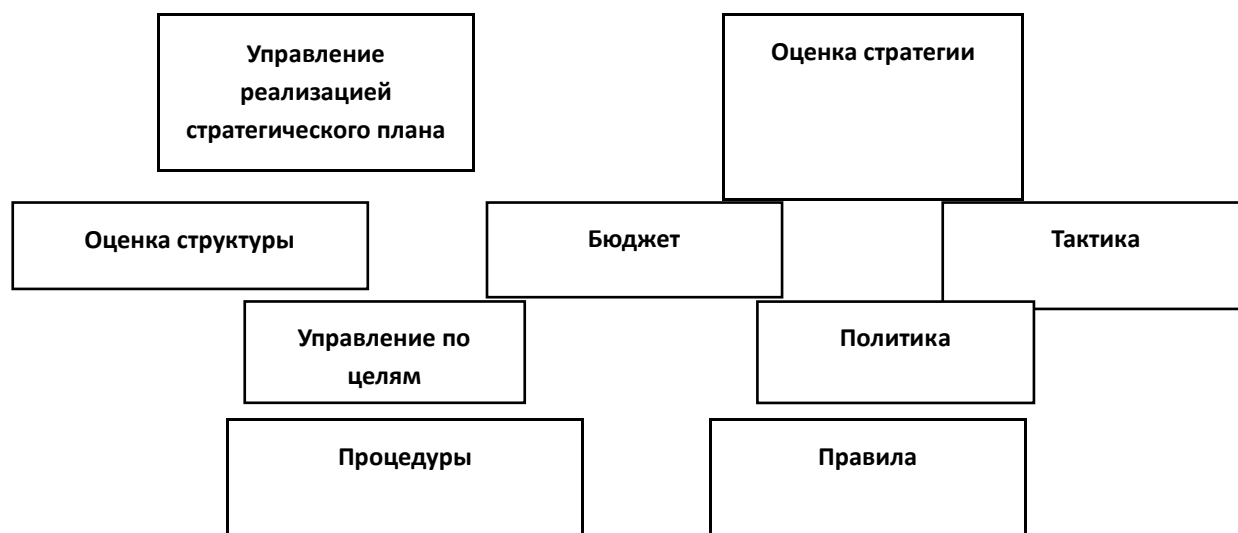 Управление
реализацией
стратегического плана
Оценка стратегии
Оценка структуры
Бюджет
Тактика
Управление по
целям
Политика
Процедуры
Правила